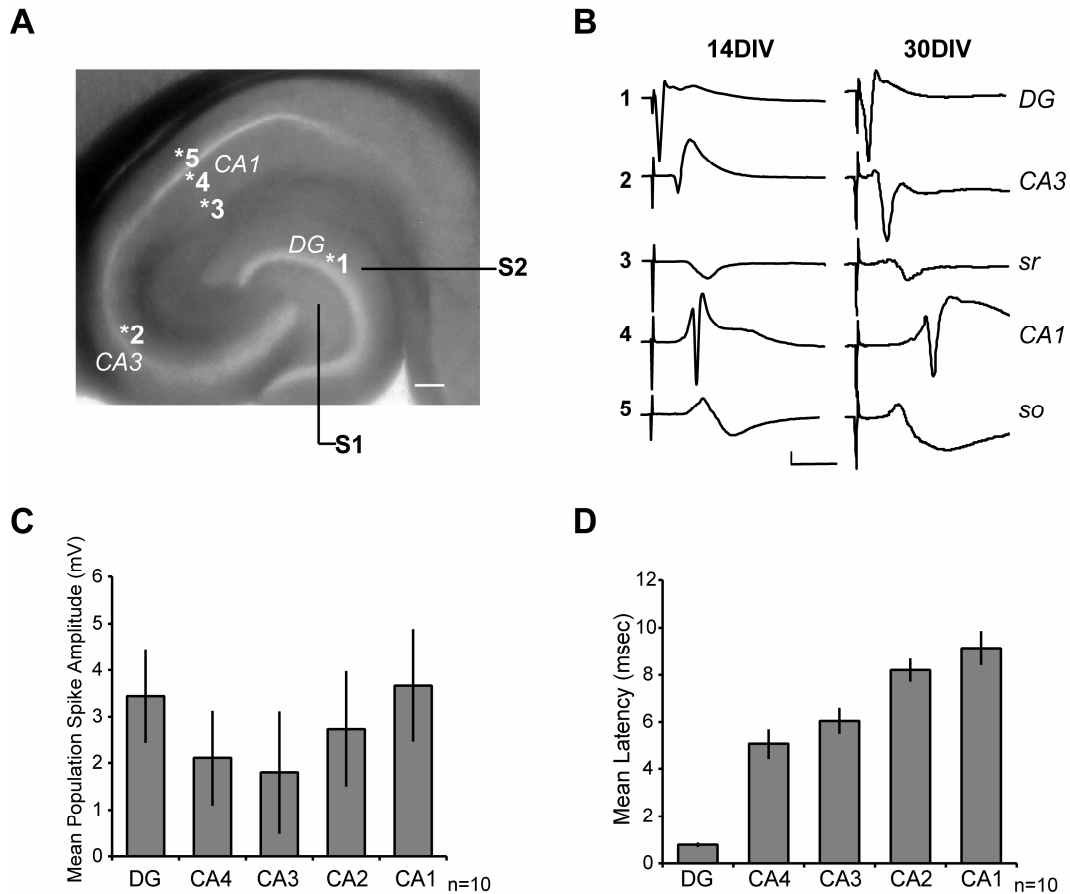 A
*5 CA1
*4
*3
DG *1
S2
*2
CA3
S1
B
14DIV 30DIV
1 DG
2 CA3
3 sr
4 CA1
5 so
C
Mean Population Spike Amplitude (mV)
6
5
4
3
2
1
0
DG CA4 CA3 CA2 CA1 n=10
D
Mean Latency (msec)
12
10
8
6
4
2
0
DG CA4 CA3 CA2 CA1 n=10